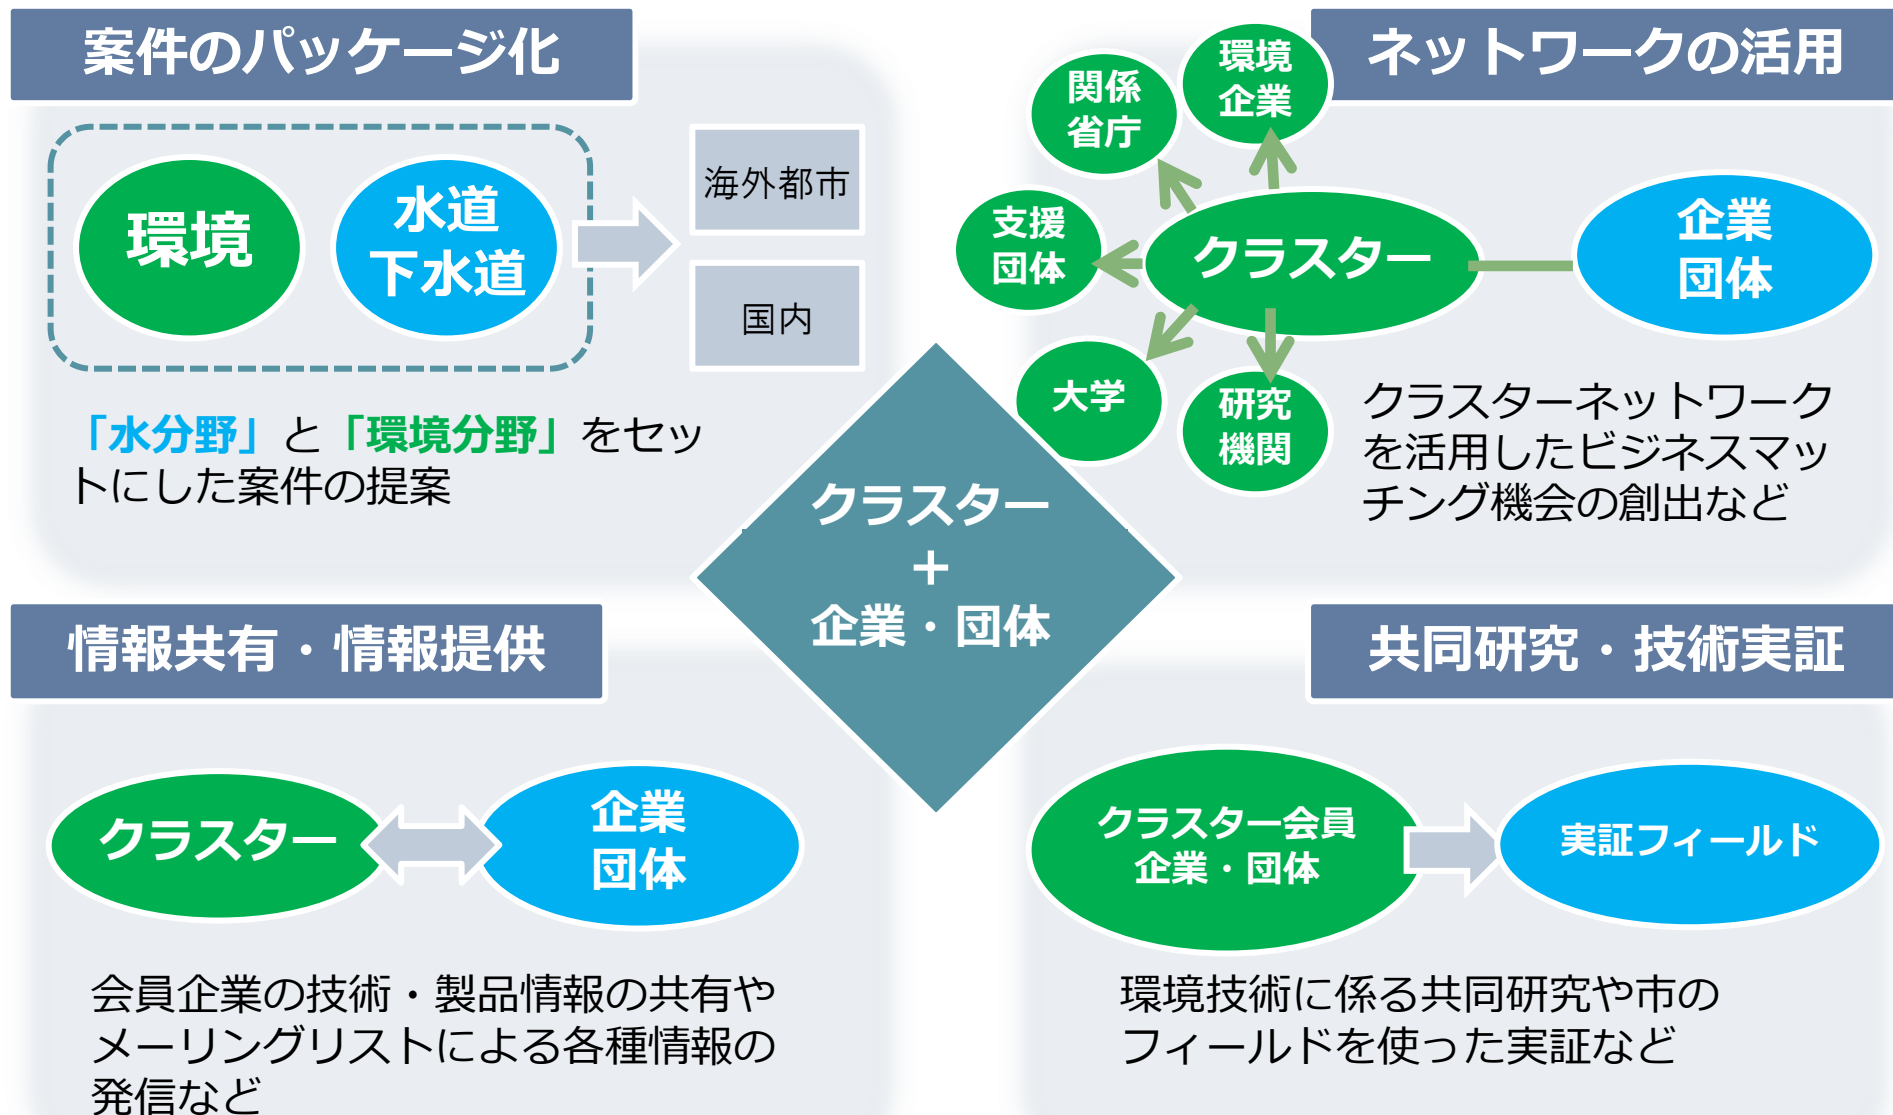 案件のパッケージ化
環境
水道
下水道
海外都市
国内
「水分野」と「環境分野」をセッ
トにした案件の提案
ネットワークの活用
環境
企業
関係
省庁
支援
団体
大学
研究
機関
クラスター
企業
団体
クラスターネットワーク
を活用したビジネスマッ
チング機会の創出など
クラスター
+
企業・団体
情報共有・情報提供
クラスター
企業
団体
会員企業の技術・製品情報の共有や
メーリングリストによる各種情報の
発信など
共同研究・技術実証
クラスター会員
企業・団体
実証フィールド
環境技術に係る共同研究や市の
フィールドを使った実証など